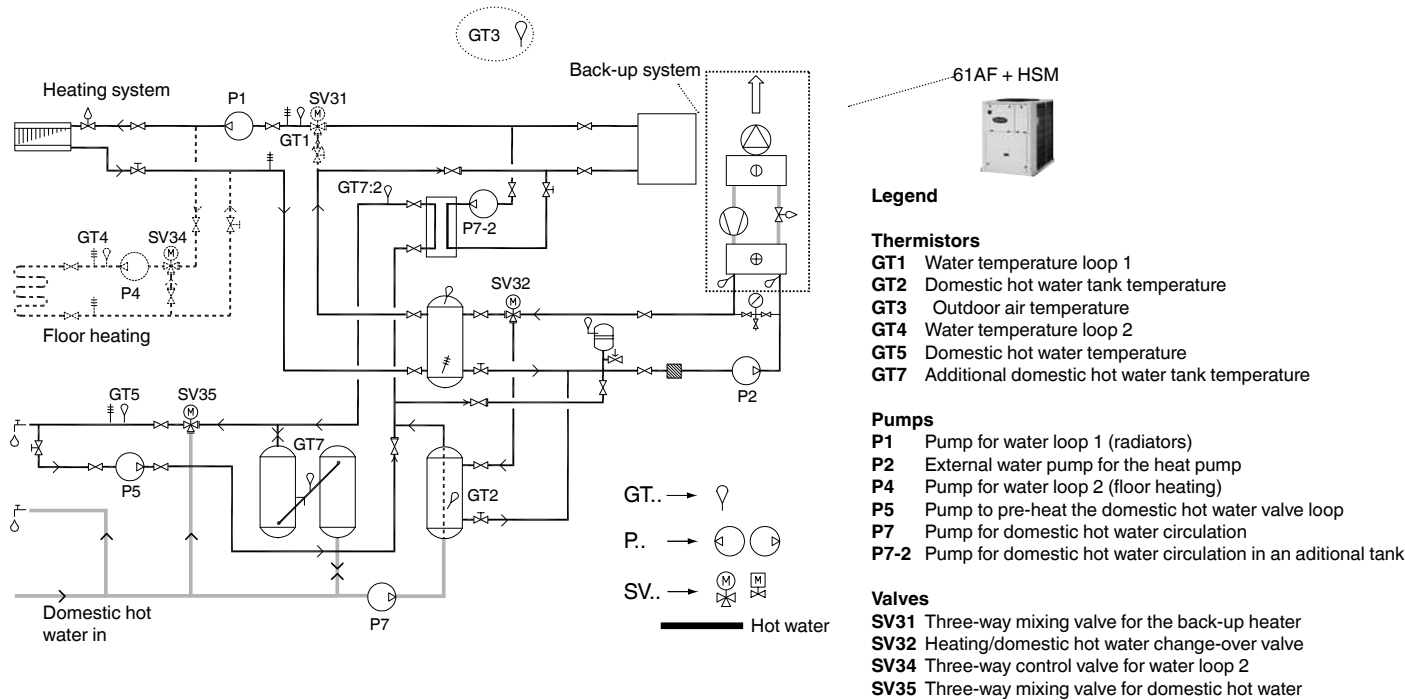 GT3
Back-up system
61AF + HSM
Heating system
P1
SV31
GT1
GT7:2
P7-2
GT4
SV34
P4
Floor heating
SV32
P2
GT5
SV35
GT7
P5
GT2
Domestic hot
water in
P7
GT..
P..
SV..
M
M
M
M
M
M
Hot water
Legend
Thermistors
GT1 Water temperature loop 1
GT2 Domestic hot water tank temperature
GT3 Outdoor air temperature
GT4 Water temperature loop 2
GT5 Domestic hot water temperature
GT7 Additional domestic hot water tank temperature
Pumps
P1 Pump for water loop 1 (radiators)
P2 External water pump for the heat pump
P4 Pump for water loop 2 (floor heating)
P5 Pump to pre-heat the domestic hot water valve loop
P7 Pump for domestic hot water circulation
P7-2 Pump for domestic hot water circulation in an aditional tank
Valves
SV31 Three-way mixing valve for the back-up heater
SV32 Heating/domestic hot water change-over valve
SV34 Three-way control valve for water loop 2
SV35 Three-way mixing valve for domestic hot water